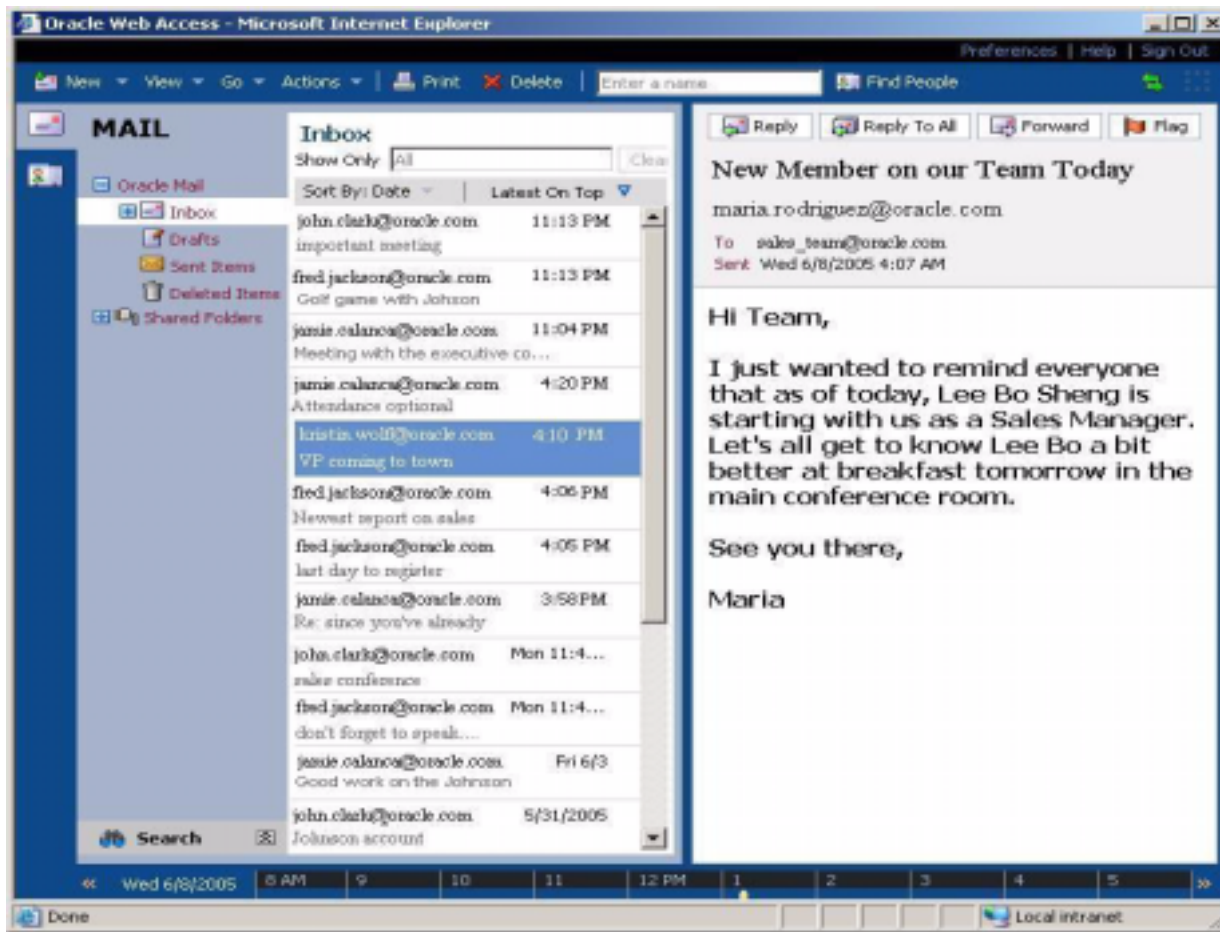 Oracle Web Access - Microsoft Internet Explorer
Preferences | Help | Sign Out
New View Go Actions | Print Delete | Enter a name Find People
MAIL
Oracle Mail
Inbox
Drafts
Sent Items
Deleted Items
Shared Folders
Search
Inbox
Show Only All Clear
Sort By: Date | Latest On Top
john.clark@oracle.com 11:13 PM
important meeting
fred.jackson@oracle.com 11:13 PM
Golf game with Johson
jamie.calanca@oracle.com 11:04 PM
Meeting with the executive co...
jamie.calanca@oracle.com 4:20 PM
Attendance optional
kristin.wolff@oracle.com 4:10 PM
VP coming to town
fred.jackson@oracle.com 4:06 PM
Newest report on sales
fred.jackson@oracle.com 4:05 PM
last day to register
jamie.calanca@oracle.com 3:58 PM
Re: since you've already
john.clark@oracle.com Mon 11:4...
sales conference
fred.jackson@oracle.com Mon 11:4...
don't forget to speak....
jamie.calanca@oracle.com Fri 6/3
Good work on the Johnson
john.clark@oracle.com 5/31/2005
Johnson account
Reply Reply To All Forward Flag
New Member on our Team Today
maria.rodriguez@oracle.com
To sales_team@oracle.com
Sent Wed 6/8/2005 4:07 AM
Hi Team,
I just wanted to remind everyone
that as of today, Lee Bo Sheng is
starting with us as a Sales Manager.
Let's all get to know Lee Bo a bit
better at breakfast tomorrow in the
main conference room.
See you there,
Maria
« Wed 6/8/2005 8 AM 9 10 11 12 PM 1 2 3 4 5 »
Done Local intranet